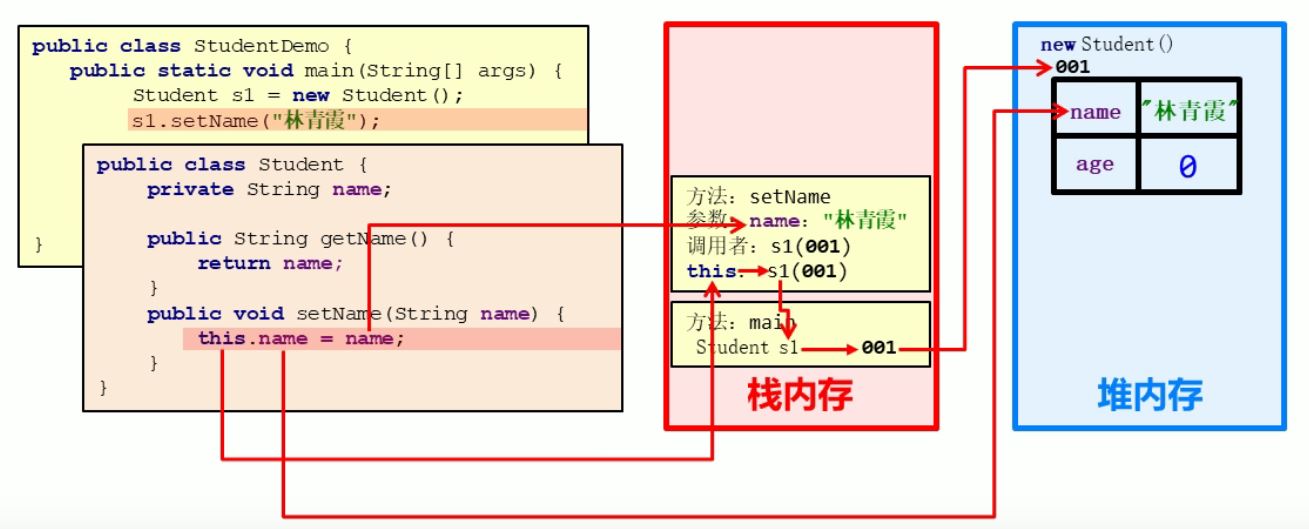 public class StudentDemo {
public static void main(String[] args) {
Student s1 = new Student();
s1.setName("林青霞");
}
public class Student {
private String name;
public String getName() {
return name;
}
public void setName(String name) {
this.name = name;
}
}
方法：setName
参数：name："林青霞"
调用者：s1(001)
this：s1(001)
方法：main
Student s1 001
栈内存
new Student()
001
name "林青霞"
age 0
堆内存